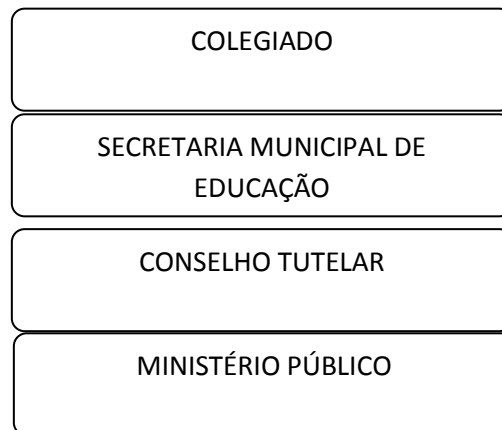 COLEGIADO
SECRETARIA MUNICIPAL DE
EDUCAÇÃO
CONSELHO TUTELAR
MINISTÉRIO PÚBLICO